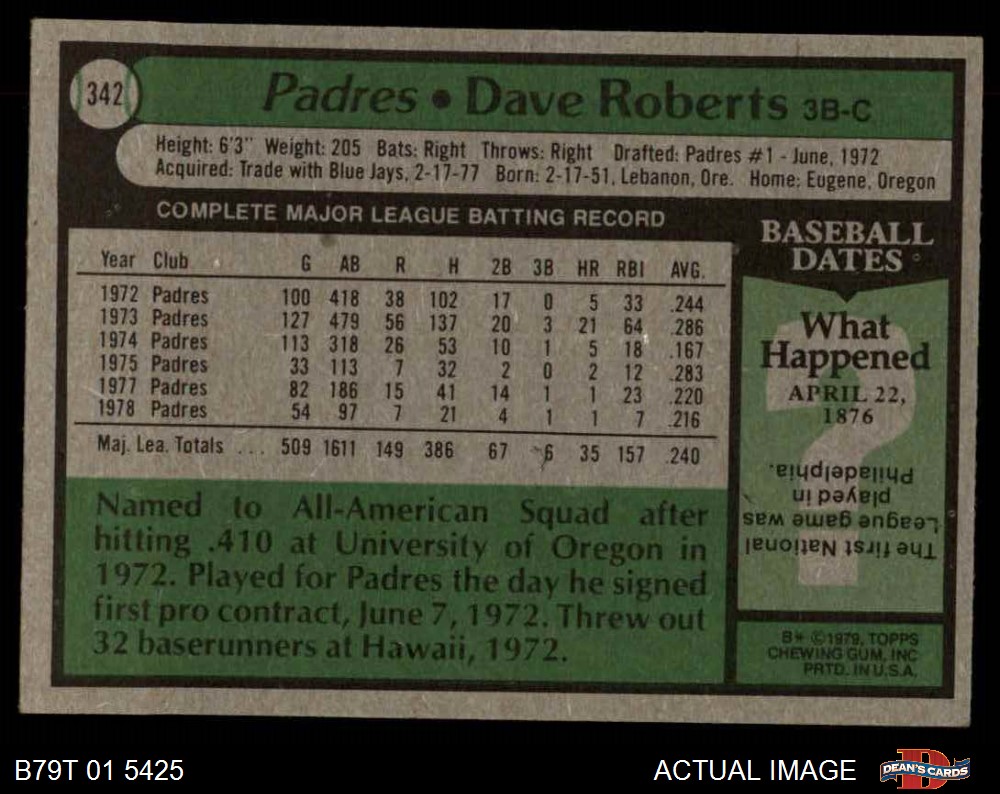 342
Padres • Dave Roberts 3B-C
Height: 6'3" Weight: 205 Bats: Right Throws: Right Drafted: Padres #1 - June, 1972
Acquired: Trade with Blue Jays, 2-17-77 Born: 2-17-51, Lebanon, Ore. Home: Eugene, Oregon
COMPLETE MAJOR LEAGUE BATTING RECORD
Year Club G AB R H 2B 3B HR RBI AVG.
1972 Padres 100 418 38 102 17 0 5 33 .244
1973 Padres 127 479 56 137 20 3 21 64 .286
1974 Padres 113 318 26 53 10 1 5 18 .167
1975 Padres 33 113 7 32 2 0 2 12 .283
1977 Padres 82 186 15 41 14 1 1 23 .220
1978 Padres 54 97 7 21 4 1 1 7 .216
Maj. Lea. Totals ... 509 1611 149 386 67 6 35 157 .240
Named to All-American Squad after
hitting .410 at University of Oregon in
1972. Played for Padres the day he signed
first pro contract, June 7, 1972. Threw out
32 baserunners at Hawaii, 1972.
BASEBALL
DATES
What
Happened
APRIL 22,
1876
The first National
League game was
played in
Philadelphia.
B* ©1979, TOPPS
CHEWING GUM, INC
PRTD. IN U.S.A.
B79T 01 5425
ACTUAL IMAGE
DEAN'S CARDS